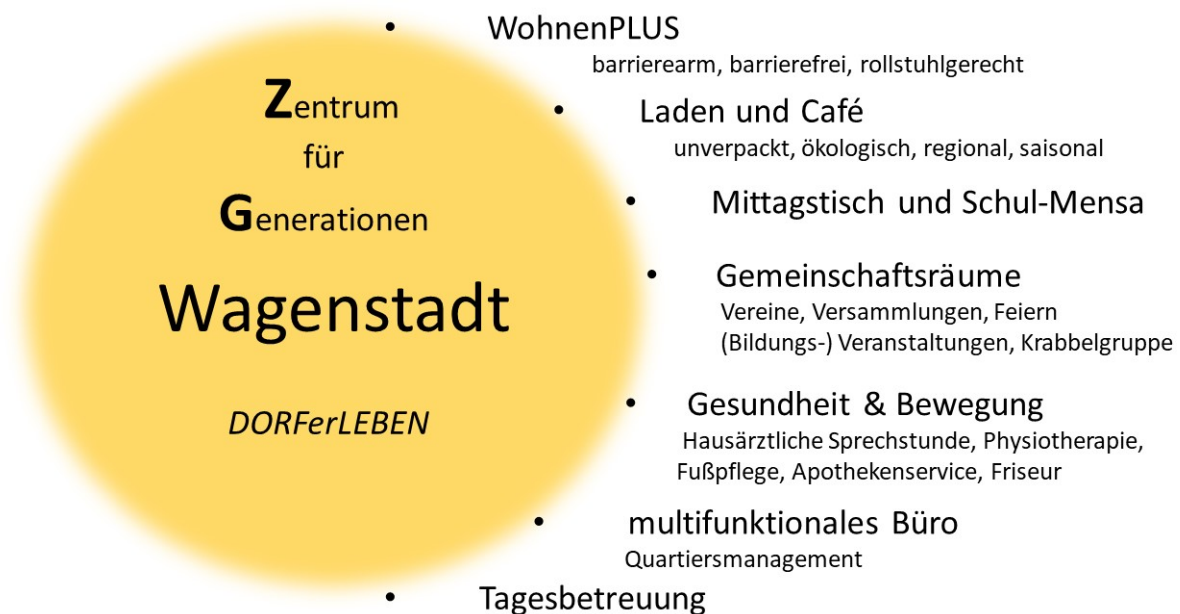 Zentrum
für
Generationen
Wagenstadt
DORFerLEBEN
• WohnenPLUS
barrierearm, barrierefrei, rollstuhlgerecht
• Laden und Café
unverpackt, ökologisch, regional, saisonal
• Mittagstisch und Schul-Mensa
• Gemeinschaftsräume
Vereine, Versammlungen, Feiern
(Bildungs-) Veranstaltungen, Krabbelgruppe
• Gesundheit & Bewegung
Hausärztliche Sprechstunde, Physiotherapie,
Fußpflege, Apothekenservice, Friseur
• multifunktionales Büro
Quartiersmanagement
• Tagesbetreuung